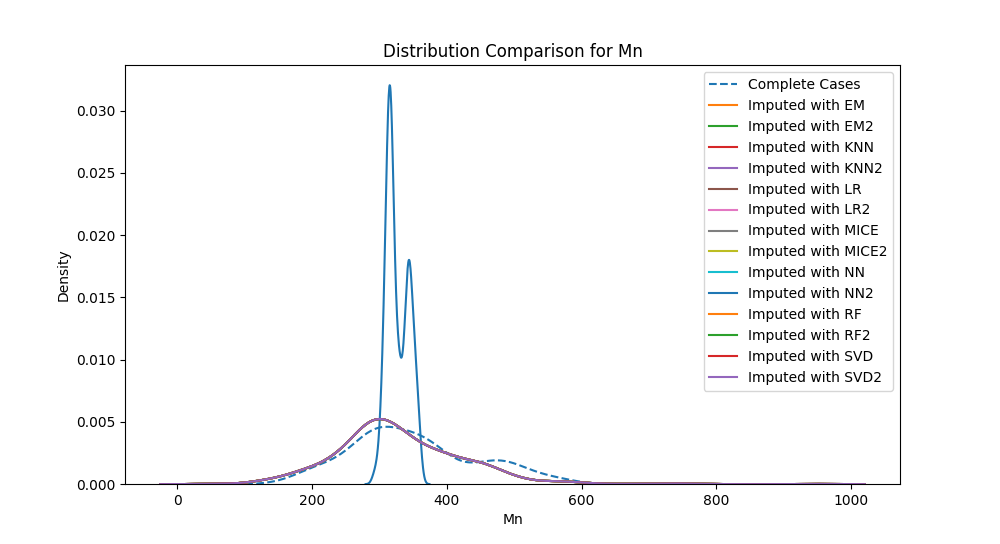 Distribution Comparison for Mn
Complete Cases
Imputed with EM
Imputed with EM2
Imputed with KNN
Imputed with KNN2
Imputed with LR
Imputed with LR2
Imputed with MICE
Imputed with MICE2
Imputed with NN
Imputed with NN2
Imputed with RF
Imputed with RF2
Imputed with SVD
Imputed with SVD2
Density
0.030
0.025
0.020
0.015
0.010
0.005
0.000
0 200 400 600 800 1000
Mn